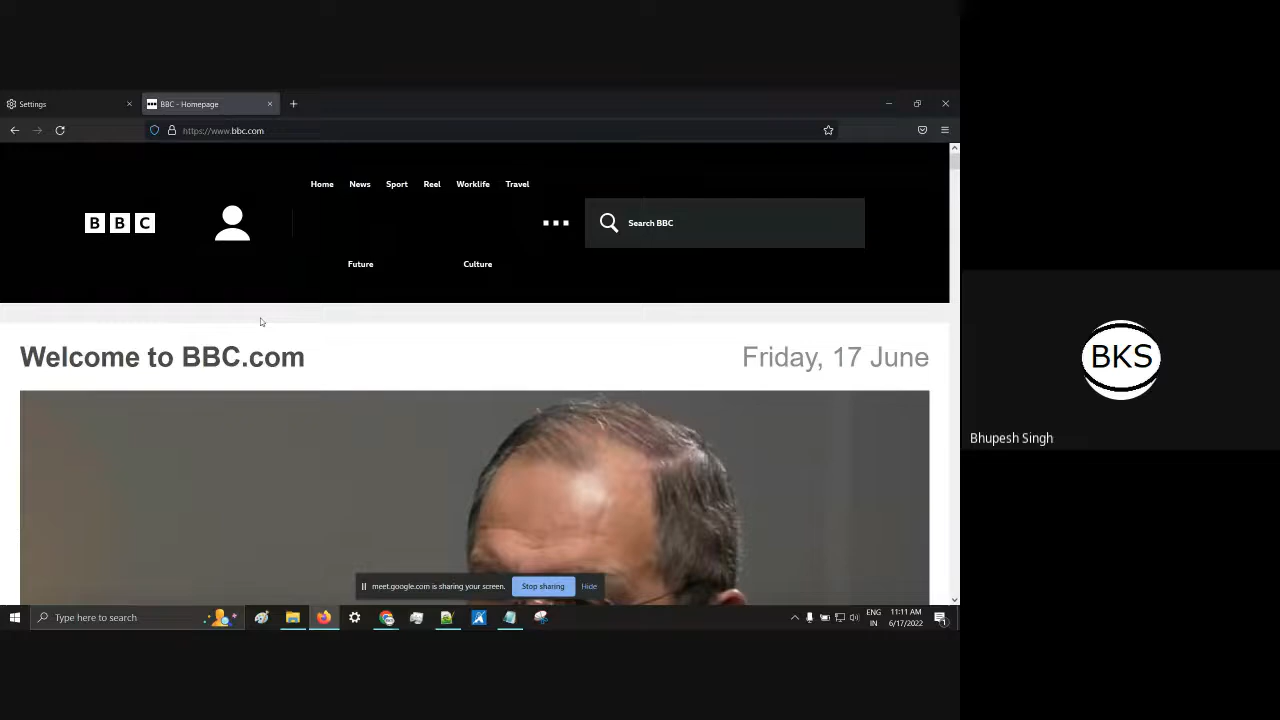 Settings
BBC - Homepage
https://www.bbc.com
Home News Sport Reel Worklife Travel
BBC
Search BBC
Future Culture
Welcome to BBC.com
Friday, 17 June
BKS
Bhupesh Singh
meet.google.com is sharing your screen. Stop sharing Hide
Type here to search
ENG
IN
11:11 AM
6/17/2022
1